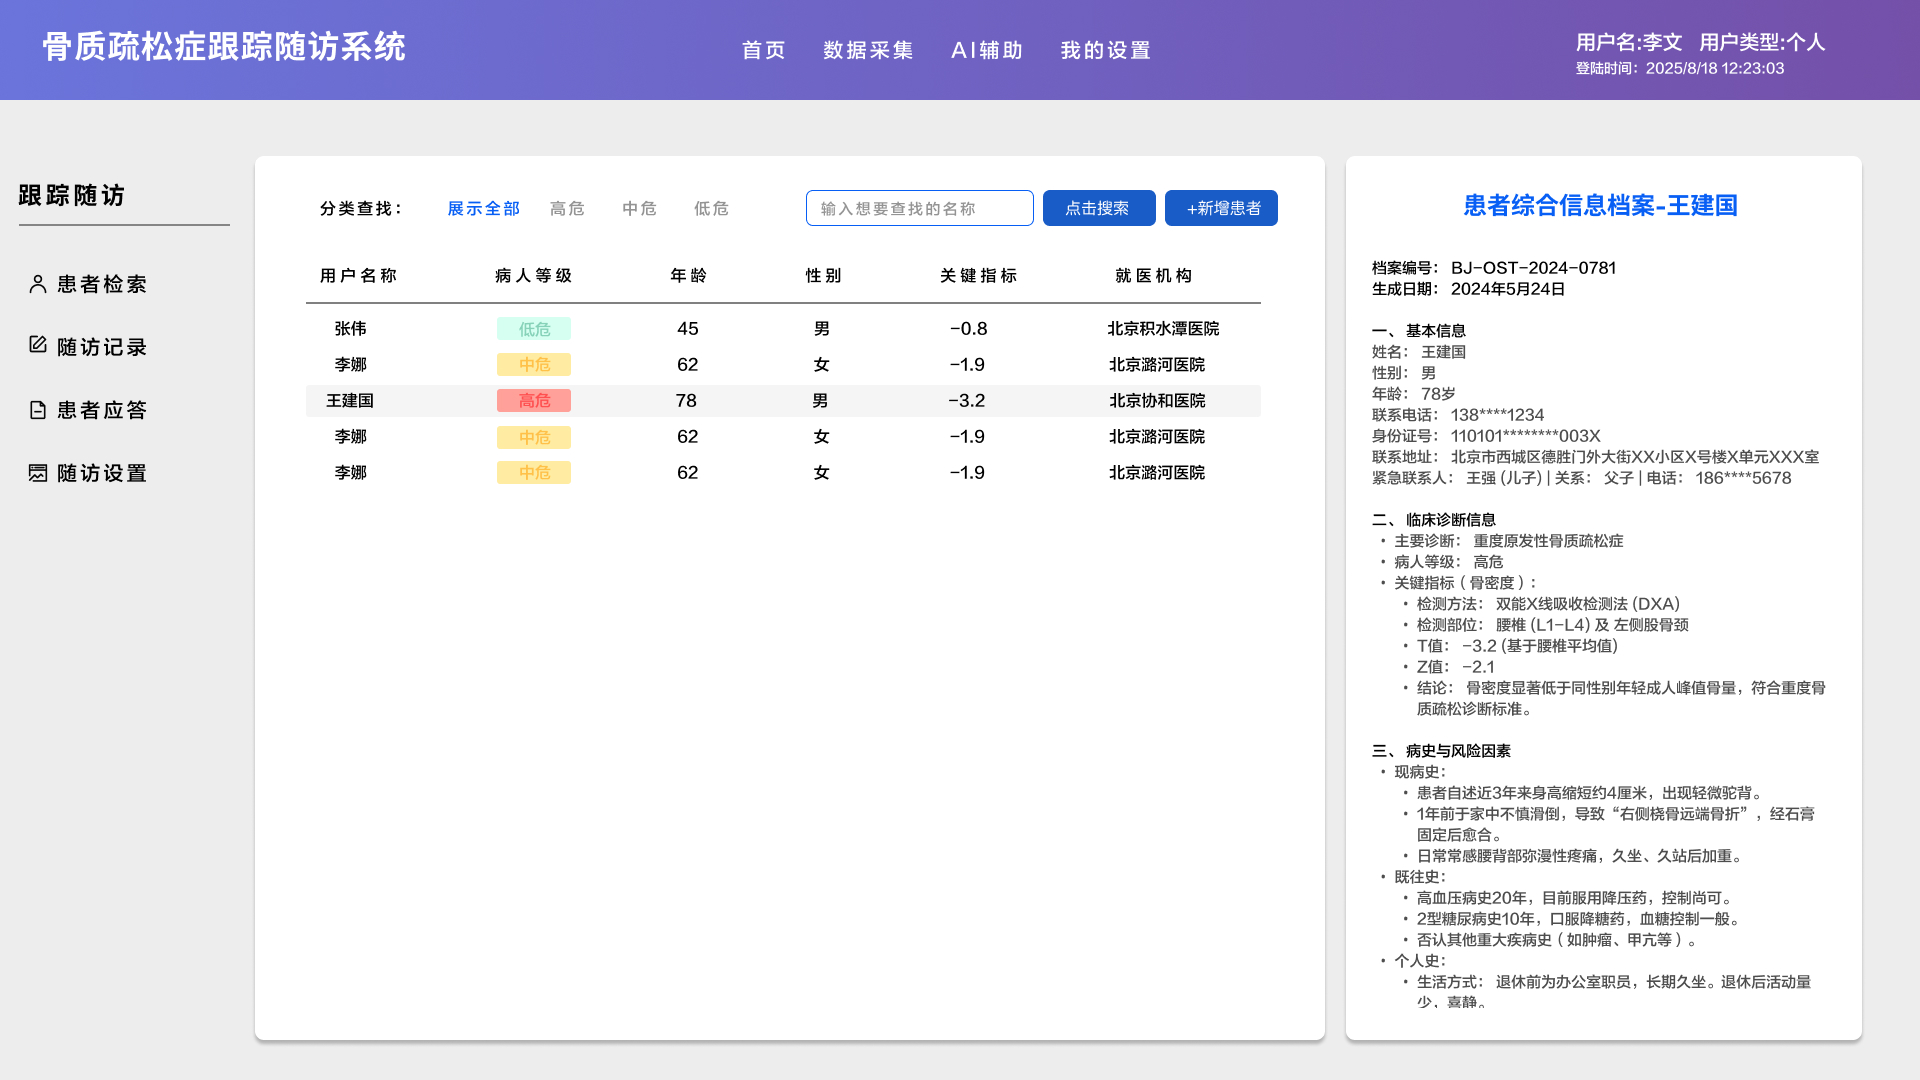 骨质疏松症跟踪随访系统
首页 数据采集 AI辅助 我的设置
用户名:李文 用户类型:个人
登陆时间：2025/8/18 12:23:03
跟踪随访
患者检索
随访记录
患者应答
随访设置
分类查找： 展示全部 高危 中危 低危 输入想要查找的名称 点击搜索 +新增患者
用户名称 病人等级 年龄 性别 关键指标 就医机构
张伟 低危 45 男 -0.8 北京积水潭医院
李娜 中危 62 女 -1.9 北京潞河医院
王建国 高危 78 男 -3.2 北京协和医院
李娜 中危 62 女 -1.9 北京潞河医院
李娜 中危 62 女 -1.9 北京潞河医院
患者综合信息档案-王建国
档案编号： BJ-OST-2024-0781
生成日期： 2024年5月24日
一、 基本信息
姓名： 王建国
性别： 男
年龄： 78岁
联系电话： 138****1234
身份证号： 110101********003X
联系地址： 北京市西城区德胜门外大街XX小区X号楼X单元XXX室
紧急联系人： 王强 (儿子) | 关系： 父子 | 电话： 186****5678
二、 临床诊断信息
• 主要诊断： 重度原发性骨质疏松症
• 病人等级： 高危
• 关键指标（骨密度）：
• 检测方法： 双能X线吸收检测法 (DXA)
• 检测部位： 腰椎 (L1-L4) 及 左侧股骨颈
• T值： -3.2 (基于腰椎平均值)
• Z值： -2.1
• 结论： 骨密度显著低于同性别年轻成人峰值骨量，符合重度骨
质疏松诊断标准。
三、 病史与风险因素
• 现病史：
• 患者自述近3年来身高缩短约4厘米，出现轻微驼背。
• 1年前于家中不慎滑倒，导致“右侧桡骨远端骨折”，经石膏
固定后愈合。
• 日常常感腰背部弥漫性疼痛，久坐、久站后加重。
• 既往史：
• 高血压病史20年，目前服用降压药，控制尚可。
• 2型糖尿病史10年，口服降糖药，血糖控制一般。
• 否认其他重大疾病史（如肿瘤、甲亢等）。
• 个人史：
• 生活方式： 退休前为办公室职员，长期久坐。退休后活动量
少，喜静。